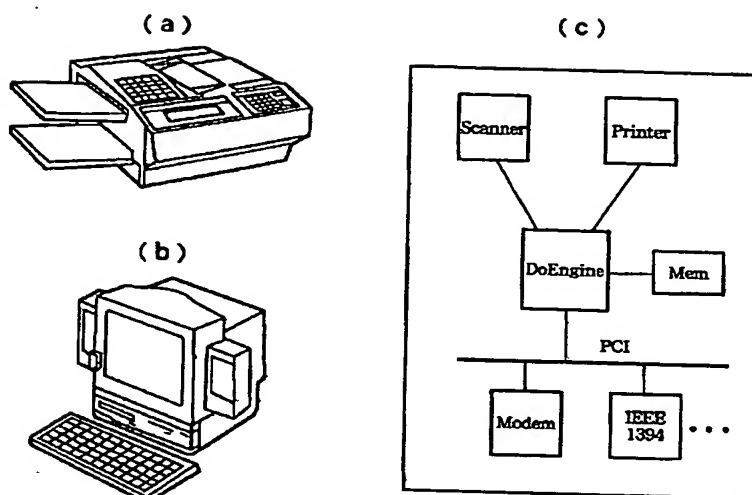 (a)
(b)
(c)
Scanner
Printer
DoEngine
Mem
PCI
Modem
IEEE
1394